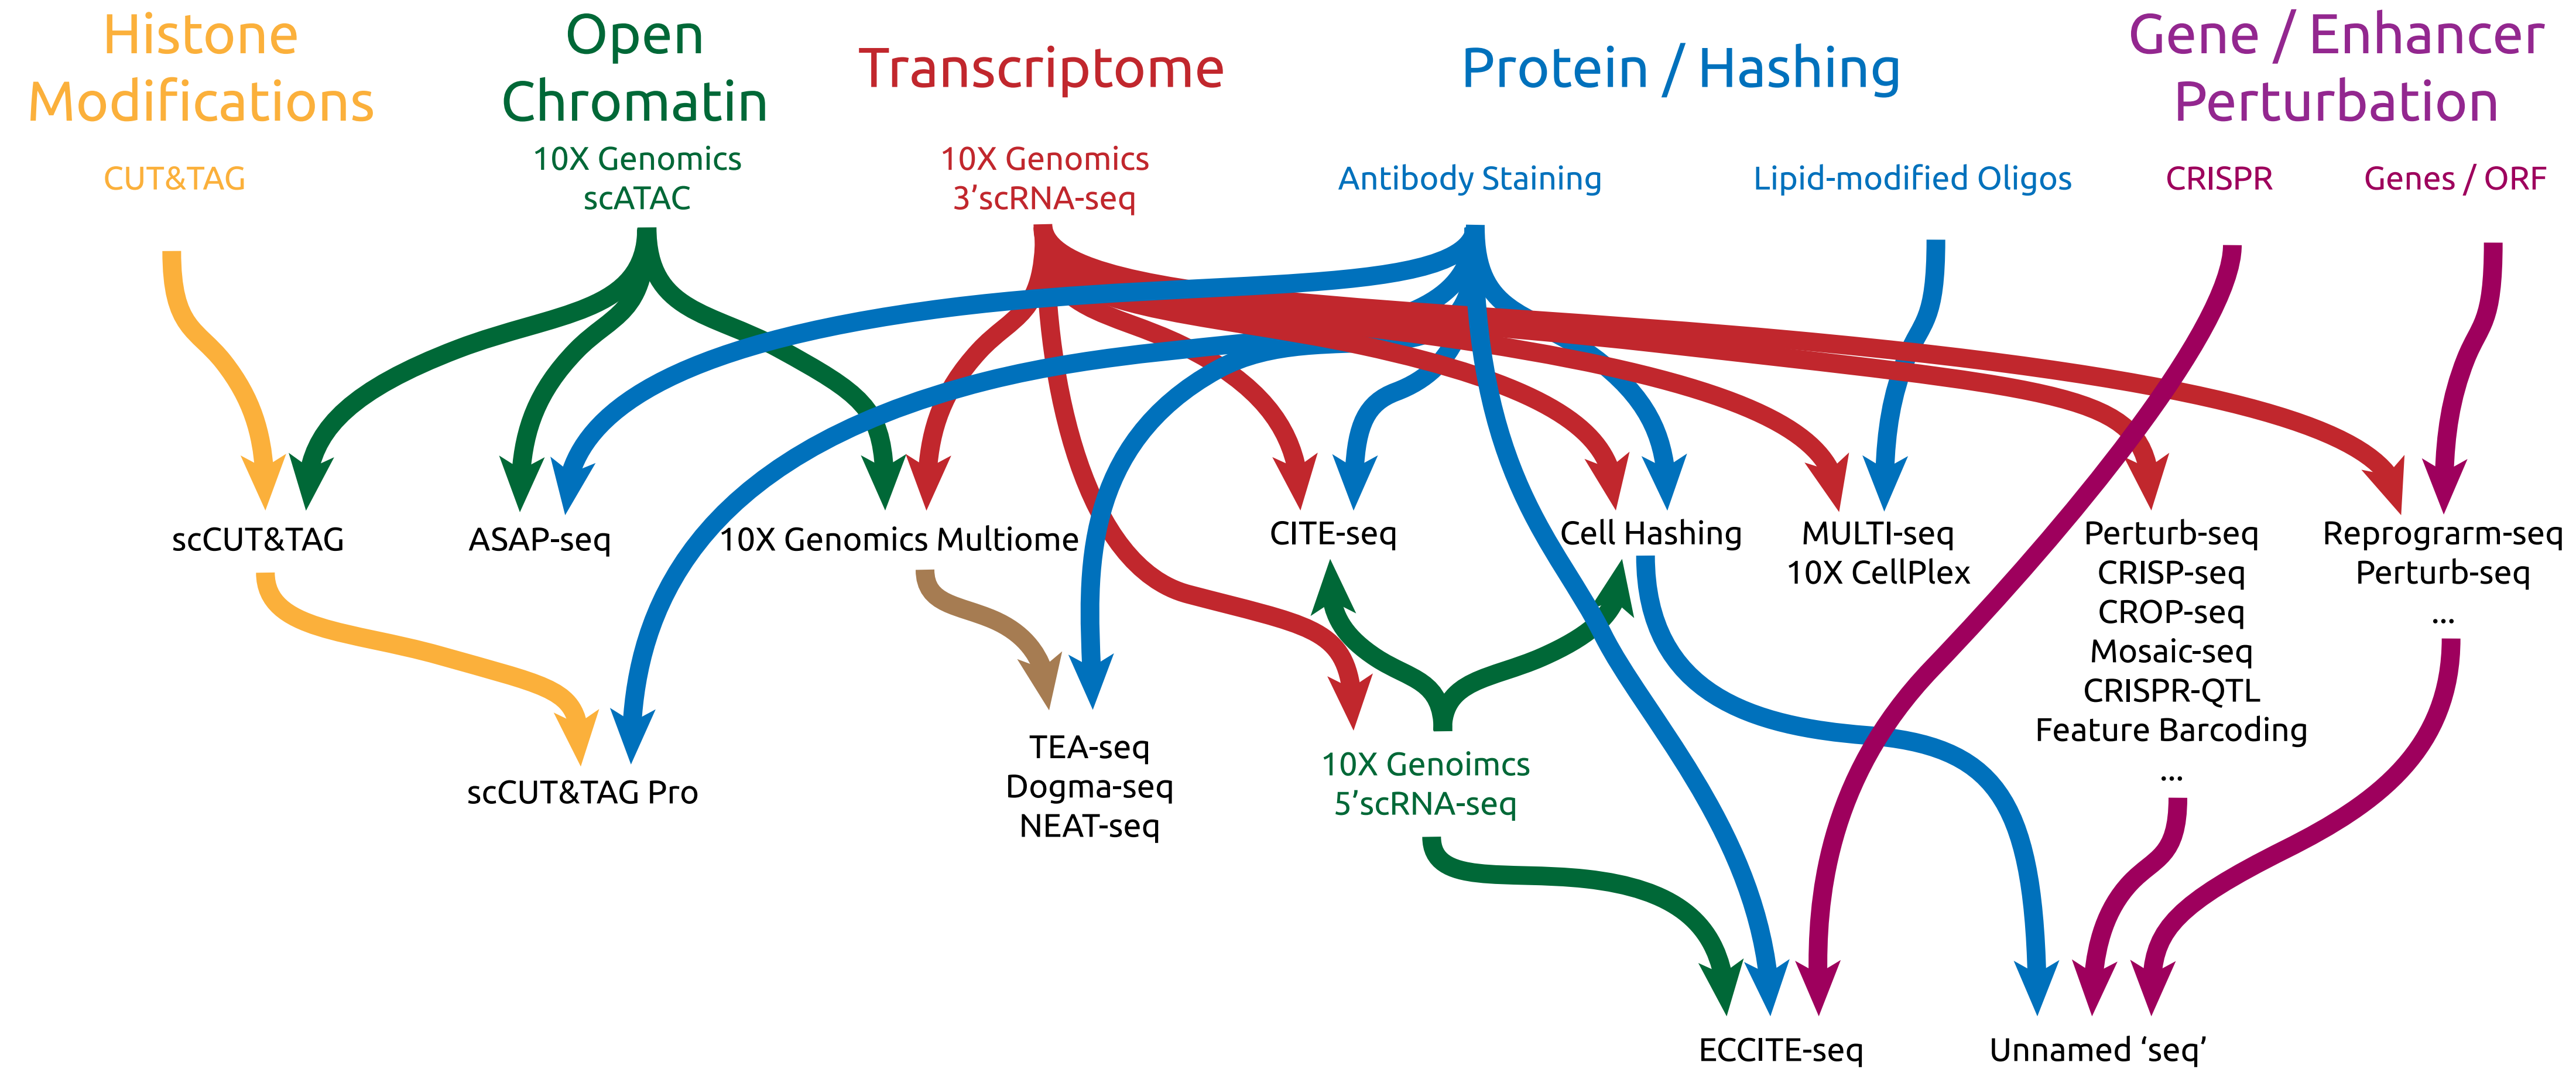 Histone
Modifications
Open
Chromatin
Transcriptome
Protein / Hashing
Gene / Enhancer
Perturbation
CUT&TAG
10X Genomics
scATAC
10X Genomics
3’scRNA-seq
Antibody Staining
Lipid-modified Oligos
CRISPR
Genes / ORF
scCUT&TAG
ASAP-seq
10X Genomics Multiome
CITE-seq
Cell Hashing
MULTI-seq
10X CellPlex
Perturb-seq
CRISP-seq
CROP-seq
Mosaic-seq
CRISPR-QTL
Feature Barcoding
...
Reprograrm-seq
Perturb-seq
...
scCUT&TAG Pro
TEA-seq
Dogma-seq
NEAT-seq
10X Genoimcs
5’scRNA-seq
ECCITE-seq
Unnamed ‘seq’